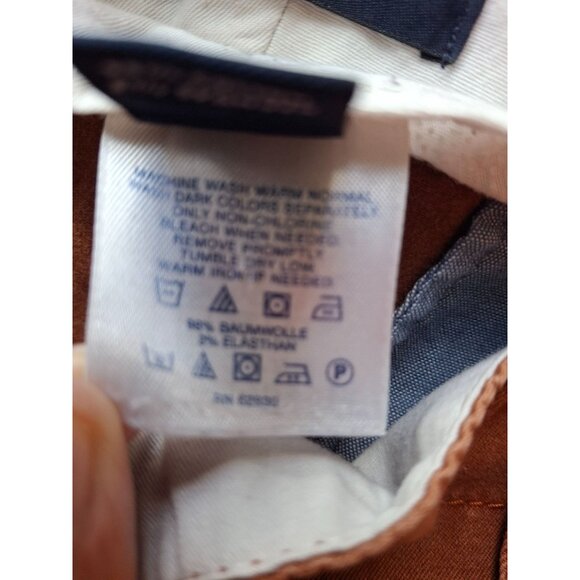 MACHINE WASH WARM NORMAL
WASH DARK COLORS SEPARATELY
ONLY NON-CHLORINE
BLEACH WHEN NEEDED
REMOVE PROMPTLY
TUMBLE DRY LOW
WARM IRON IF NEEDED
98% BAUMWOLLE
2% ELASTHAN
P